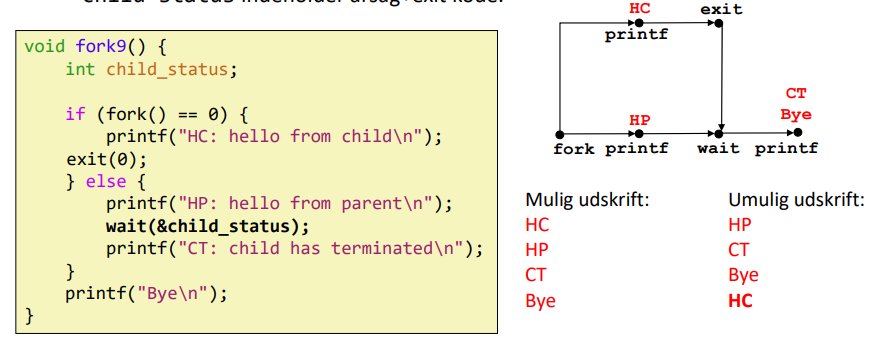 child status indeholder årsag+exit kode.
void fork9() {
    int child_status;
    if (fork() == 0) {
        printf("HC: hello from child\n");
    exit(0);
    } else {
        printf("HP: hello from parent\n");
        wait(&child_status);
        printf("CT: child has terminated\n");
    }
    printf("Bye\n");
}
HC exit
printf
CT
HP Bye
fork printf wait printf
Mulig udskrift: Umulig udskrift:
HC HP
HP CT
CT Bye
Bye HC